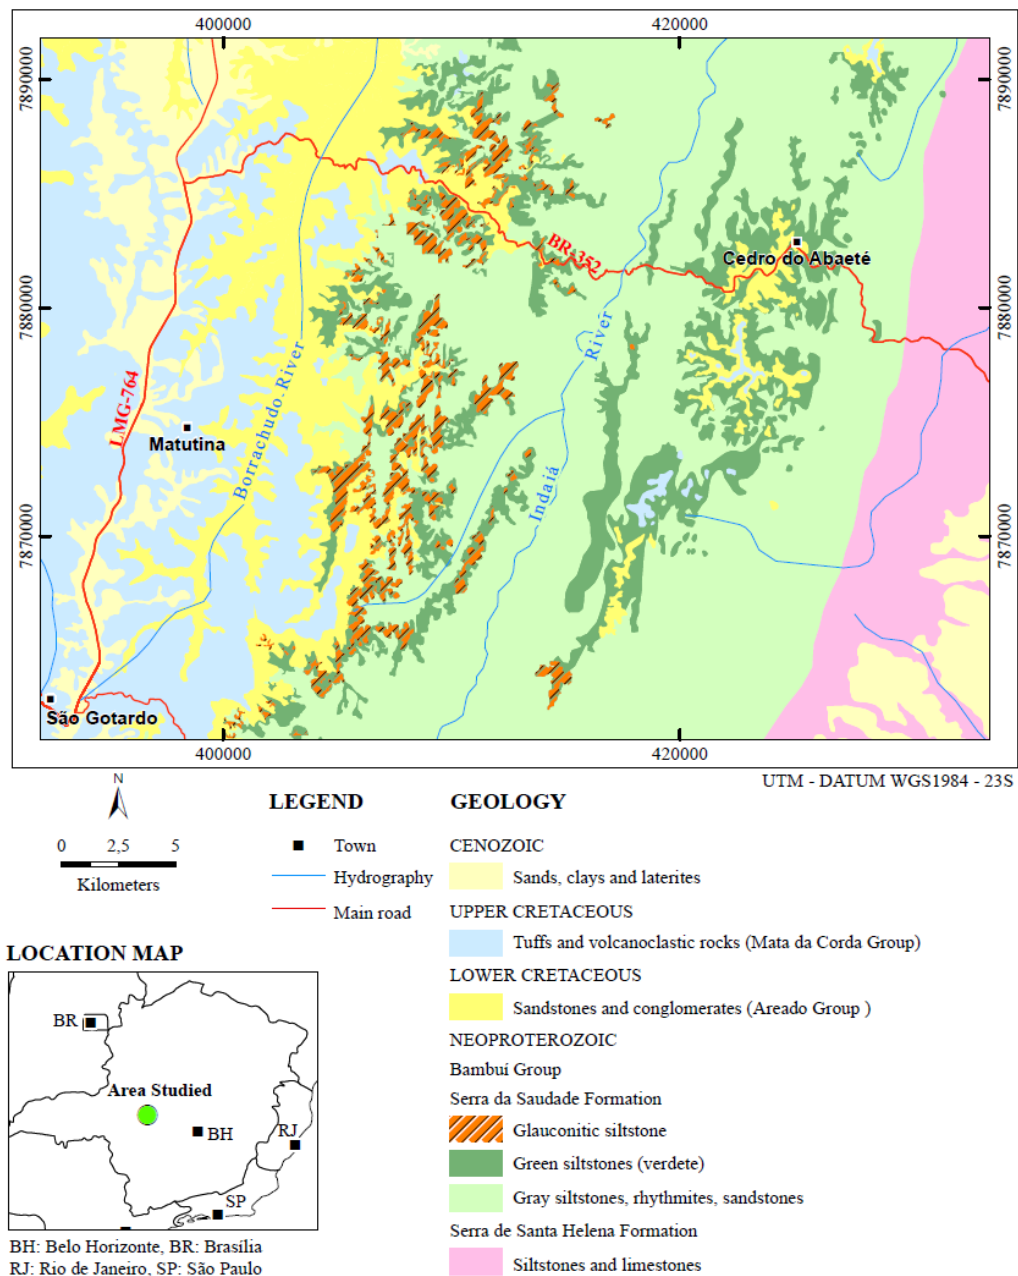 400000 420000
7890000 7890000
BR-352
Cedro do Abaeté
7880000 7880000
River
LMG-764
Matutina
Borrachudo River
Indaiá
7870000 7870000
São Gotardo
400000 420000
UTM - DATUM WGS1984 - 23S
N
0 2,5 5
Kilometers
LEGEND
Town
Hydrography
Main road
GEOLOGY
CENOZOIC
Sands, clays and laterites
UPPER CRETACEOUS
Tuffs and volcanoclastic rocks (Mata da Corda Group)
LOWER CRETACEOUS
Sandstones and conglomerates (Areado Group )
NEOPROTEROZOIC
Bambuí Group
Serra da Saudade Formation
Glauconitic siltstone
Green siltstones (verdete)
Gray siltstones, rhythmites, sandstones
Serra de Santa Helena Formation
Siltstones and limestones
LOCATION MAP
BR
Area Studied
BH
RJ
SP
BH: Belo Horizonte, BR: Brasília
RJ: Rio de Janeiro, SP: São Paulo